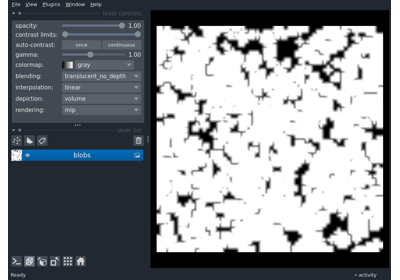 File View Plugins Window Help
layer controls
opacity: 1.00
contrast limits:
auto-contrast: once continuous
gamma: 1.00
colormap: gray
blending: translucent_no_depth
interpolation: linear
depiction: volume
rendering: mip
layer list
blobs
Ready
activity